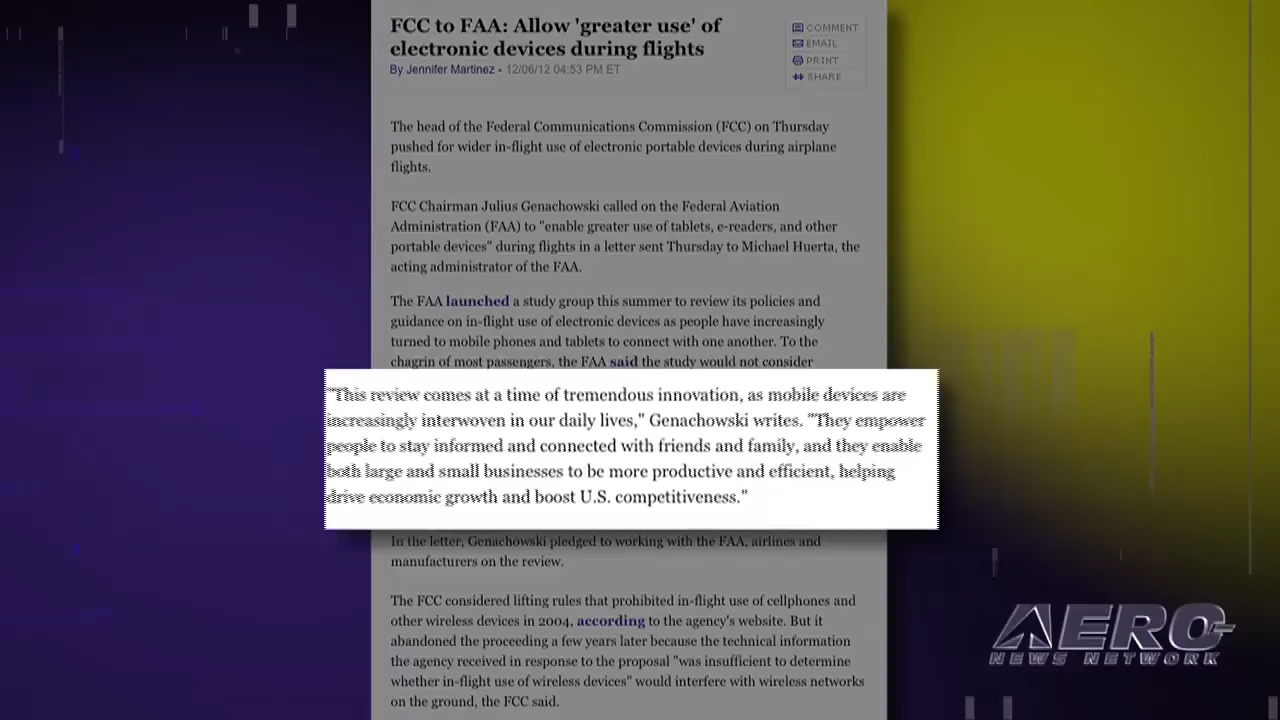 FCC to FAA: Allow 'greater use' of
electronic devices during flights
By Jennifer Martinez - 12/06/12 04:53 PM ET
COMMENT
EMAIL
PRINT
SHARE
The head of the Federal Communications Commission (FCC) on Thursday
pushed for wider in-flight use of electronic portable devices during airplane
flights.
FCC Chairman Julius Genachowski called on the Federal Aviation
Administration (FAA) to "enable greater use of tablets, e-readers, and other
portable devices" during flights in a letter sent Thursday to Michael Huerta, the
acting administrator of the FAA.
The FAA launched a study group this summer to review its policies and
guidance on in-flight use of electronic devices as people have increasingly
turned to mobile phones and tablets to connect with one another. To the
chagrin of most passengers, the FAA said the study would not consider
"This review comes at a time of tremendous innovation, as mobile devices are
increasingly interwoven in our daily lives," Genachowski writes. "They empower
people to stay informed and connected with friends and family, and they enable
both large and small businesses to be more productive and efficient, helping
drive economic growth and boost U.S. competitiveness."
In the letter, Genachowski pledged to working with the FAA, airlines and
manufacturers on the review.
The FCC considered lifting rules that prohibited in-flight use of cellphones and
other wireless devices in 2004, according to the agency's website. But it
abandoned the proceeding a few years later because the technical information
the agency received in response to the proposal "was insufficient to determine
whether in-flight use of wireless devices" would interfere with wireless networks
on the ground, the FCC said.
AERO
NEWS NETWORK